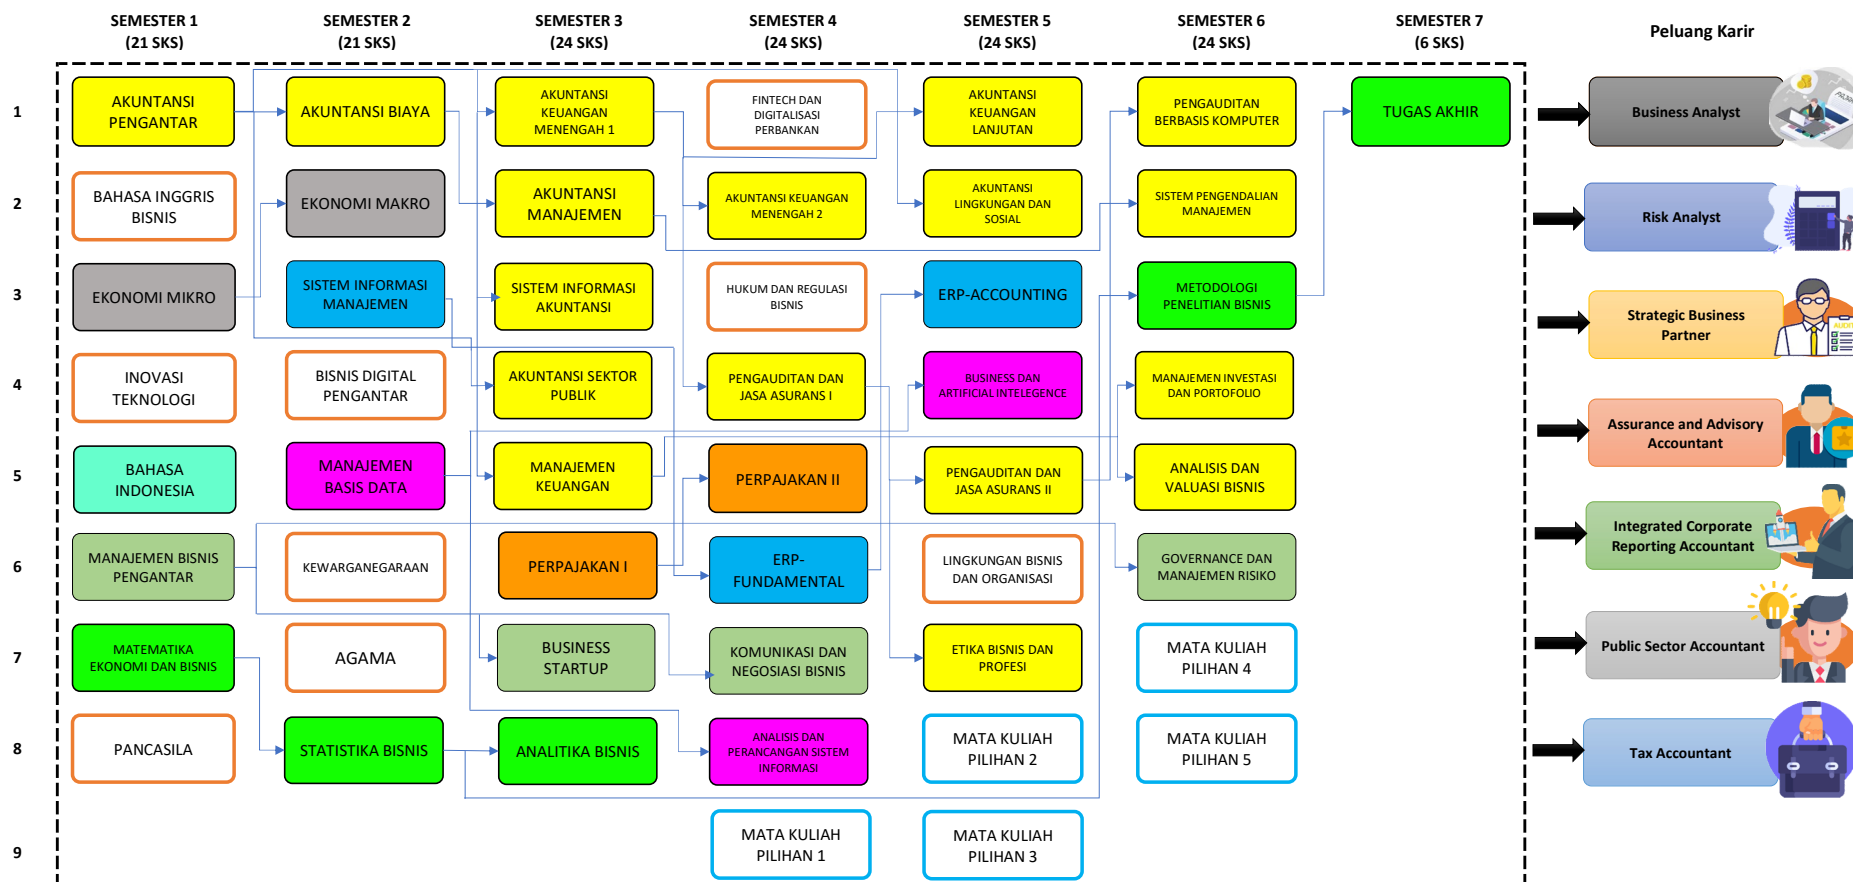 SEMESTER 1
(21 SKS)
SEMESTER 2
(21 SKS)
SEMESTER 3
(24 SKS)
SEMESTER 4
(24 SKS)
SEMESTER 5
(24 SKS)
SEMESTER 6
(24 SKS)
SEMESTER 7
(6 SKS)
Peluang Karir
1
AKUNTANSI
PENGANTAR
AKUNTANSI BIAYA
AKUNTANSI
KEUANGAN
MENENGAH 1
FINTECH DAN
DIGITALISASI
PERBANKAN
AKUNTANSI
KEUANGAN
LANJUTAN
PENGAUDITAN
BERBASIS KOMPUTER
TUGAS AKHIR
Business Analyst
2
BAHASA INGGRIS
BISNIS
EKONOMI MAKRO
AKUNTANSI
MANAJEMEN
AKUNTANSI KEUANGAN
MENENGAH 2
AKUNTANSI
LINGKUNGAN DAN
SOSIAL
SISTEM PENGENDALIAN
MANAJEMEN
Risk Analyst
3
EKONOMI MIKRO
SISTEM INFORMASI
MANAJEMEN
SISTEM INFORMASI
AKUNTANSI
HUKUM DAN REGULASI
BISNIS
ERP-ACCOUNTING
METODOLOGI
PENELITIAN BISNIS
Strategic Business
Partner
AUDIT
4
INOVASI
TEKNOLOGI
BISNIS DIGITAL
PENGANTAR
AKUNTANSI SEKTOR
PUBLIK
PENGAUDITAN DAN
JASA ASURANS I
BUSINESS DAN
ARTIFICIAL INTELEGENCE
MANAJEMEN INVESTASI
DAN PORTOFOLIO
Assurance and Advisory
Accountant
5
BAHASA
INDONESIA
MANAJEMEN
BASIS DATA
MANAJEMEN
KEUANGAN
PERPAJAKAN II
PENGAUDITAN DAN
JASA ASURANS II
ANALISIS DAN
VALUASI BISNIS
Integrated Corporate
Reporting Accountant
6
MANAJEMEN BISNIS
PENGANTAR
KEWARGANEGARAAN
PERPAJAKAN I
ERP-
FUNDAMENTAL
LINGKUNGAN BISNIS
DAN ORGANISASI
GOVERNANCE DAN
MANAJEMEN RISIKO
Public Sector Accountant
7
MATEMATIKA
EKONOMI DAN BISNIS
AGAMA
BUSINESS
STARTUP
KOMUNIKASI DAN
NEGOSIASI BISNIS
ETIKA BISNIS DAN
PROFESI
MATA KULIAH
PILIHAN 4
Tax Accountant
8
PANCASILA
STATISTIKA BISNIS
ANALITIKA BISNIS
ANALISIS DAN
PERANCANGAN SISTEM
INFORMASI
MATA KULIAH
PILIHAN 2
MATA KULIAH
PILIHAN 5
9
MATA KULIAH
PILIHAN 1
MATA KULIAH
PILIHAN 3